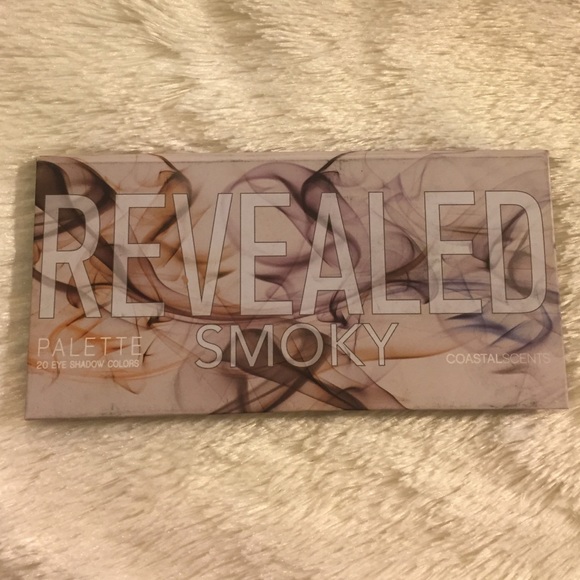 REVEALED
SMOKY
PALETTE
20 EYE SHADOW COLORS
COASTALSCENTS